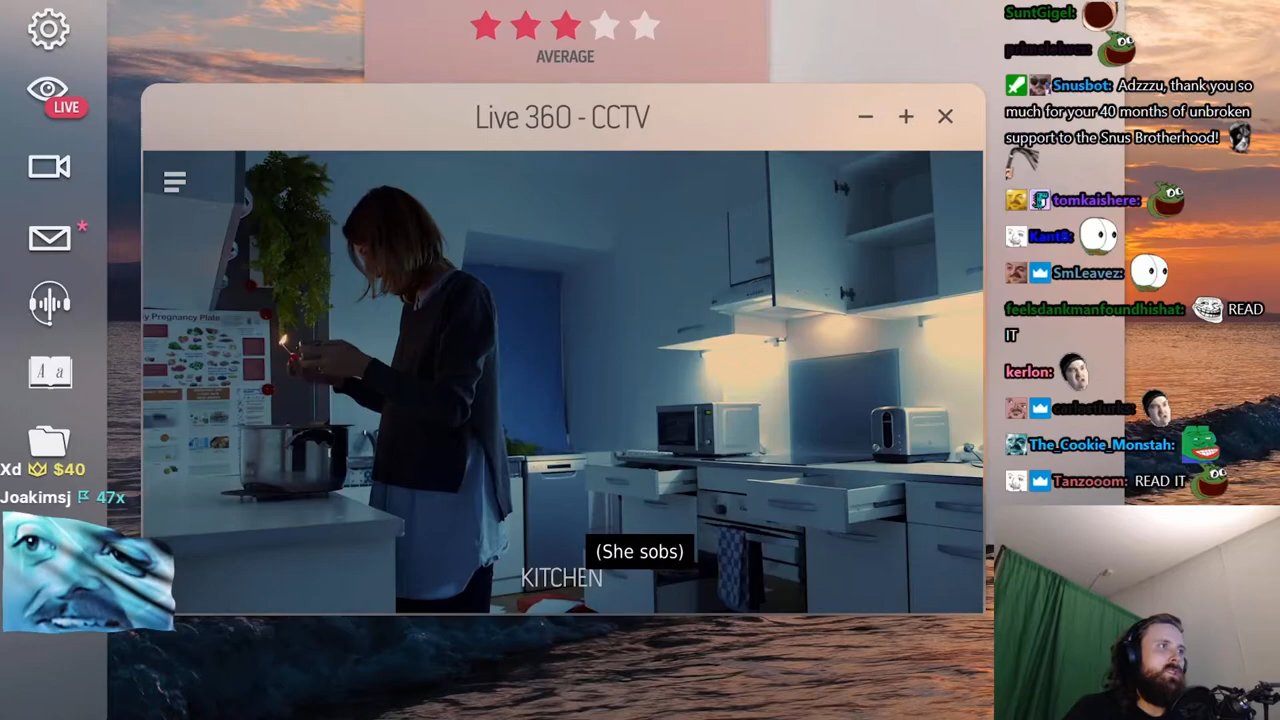 AVERAGE
LIVE
Live 360 - CCTV
y Pregnancy Plate
A a
(She sobs)
KITCHEN
Xd $40
Joakimsj 47x
SuntGigel:
Snusbot: Adzzzu, thank you so
much for your 40 months of unbroken
support to the Snus Brotherhood!
tomkaishere:
SmLeavez:
feelsdankmanfoundhishat: READ
IT
kerlon:
The_Cookie_Monstah:
Tanzooom: READ IT